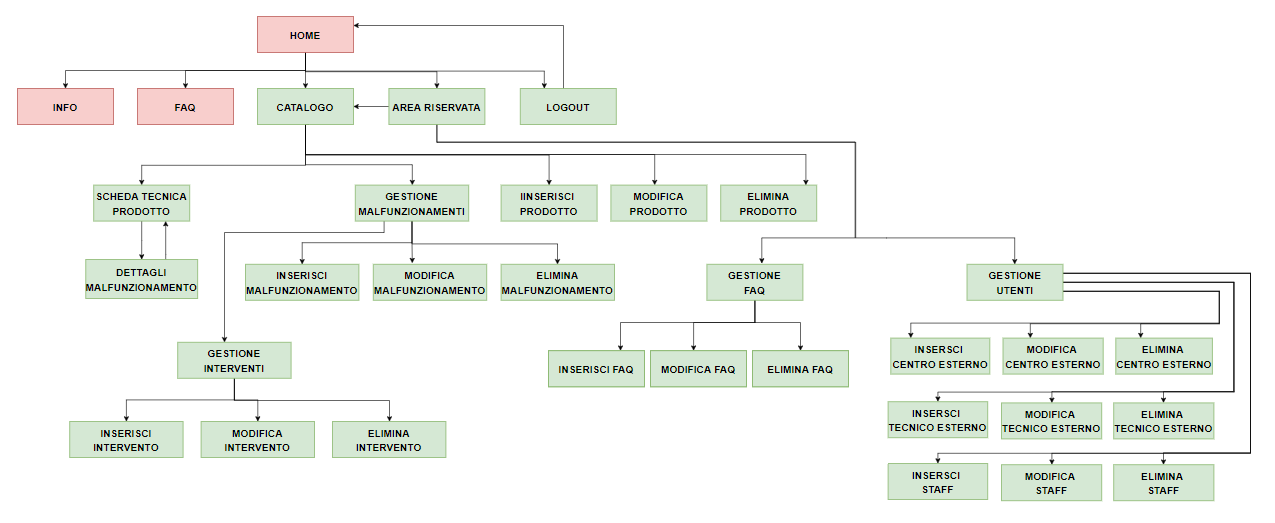 HOME
INFO
FAQ
CATALOGO
AREA RISERVATA
LOGOUT
SCHEDA TECNICA
PRODOTTO
GESTIONE
MALFUNZIONAMENTI
IINSERISCI
PRODOTTO
MODIFICA
PRODOTTO
ELIMINA
PRODOTTO
DETTAGLI
MALFUNZIONAMENTO
INSERISCI
MALFUNZIONAMENTO
MODIFICA
MALFUNZIONAMENTO
ELIMINA
MALFUNZIONAMENTO
GESTIONE
FAQ
GESTIONE
UTENTI
GESTIONE
INTERVENTI
INSERISCI FAQ
MODIFICA FAQ
ELIMINA FAQ
INSERSCI
CENTRO ESTERNO
MODIFICA
CENTRO ESTERNO
ELIMINA
CENTRO ESTERNO
INSERISCI
INTERVENTO
MODIFICA
INTERVENTO
ELIMINA
INTERVENTO
INSERSCI
TECNICO ESTERNO
MODIFICA
TECNICO ESTERNO
ELIMINA
TECNICO ESTERNO
INSERSCI
STAFF
MODIFICA
STAFF
ELIMINA
STAFF